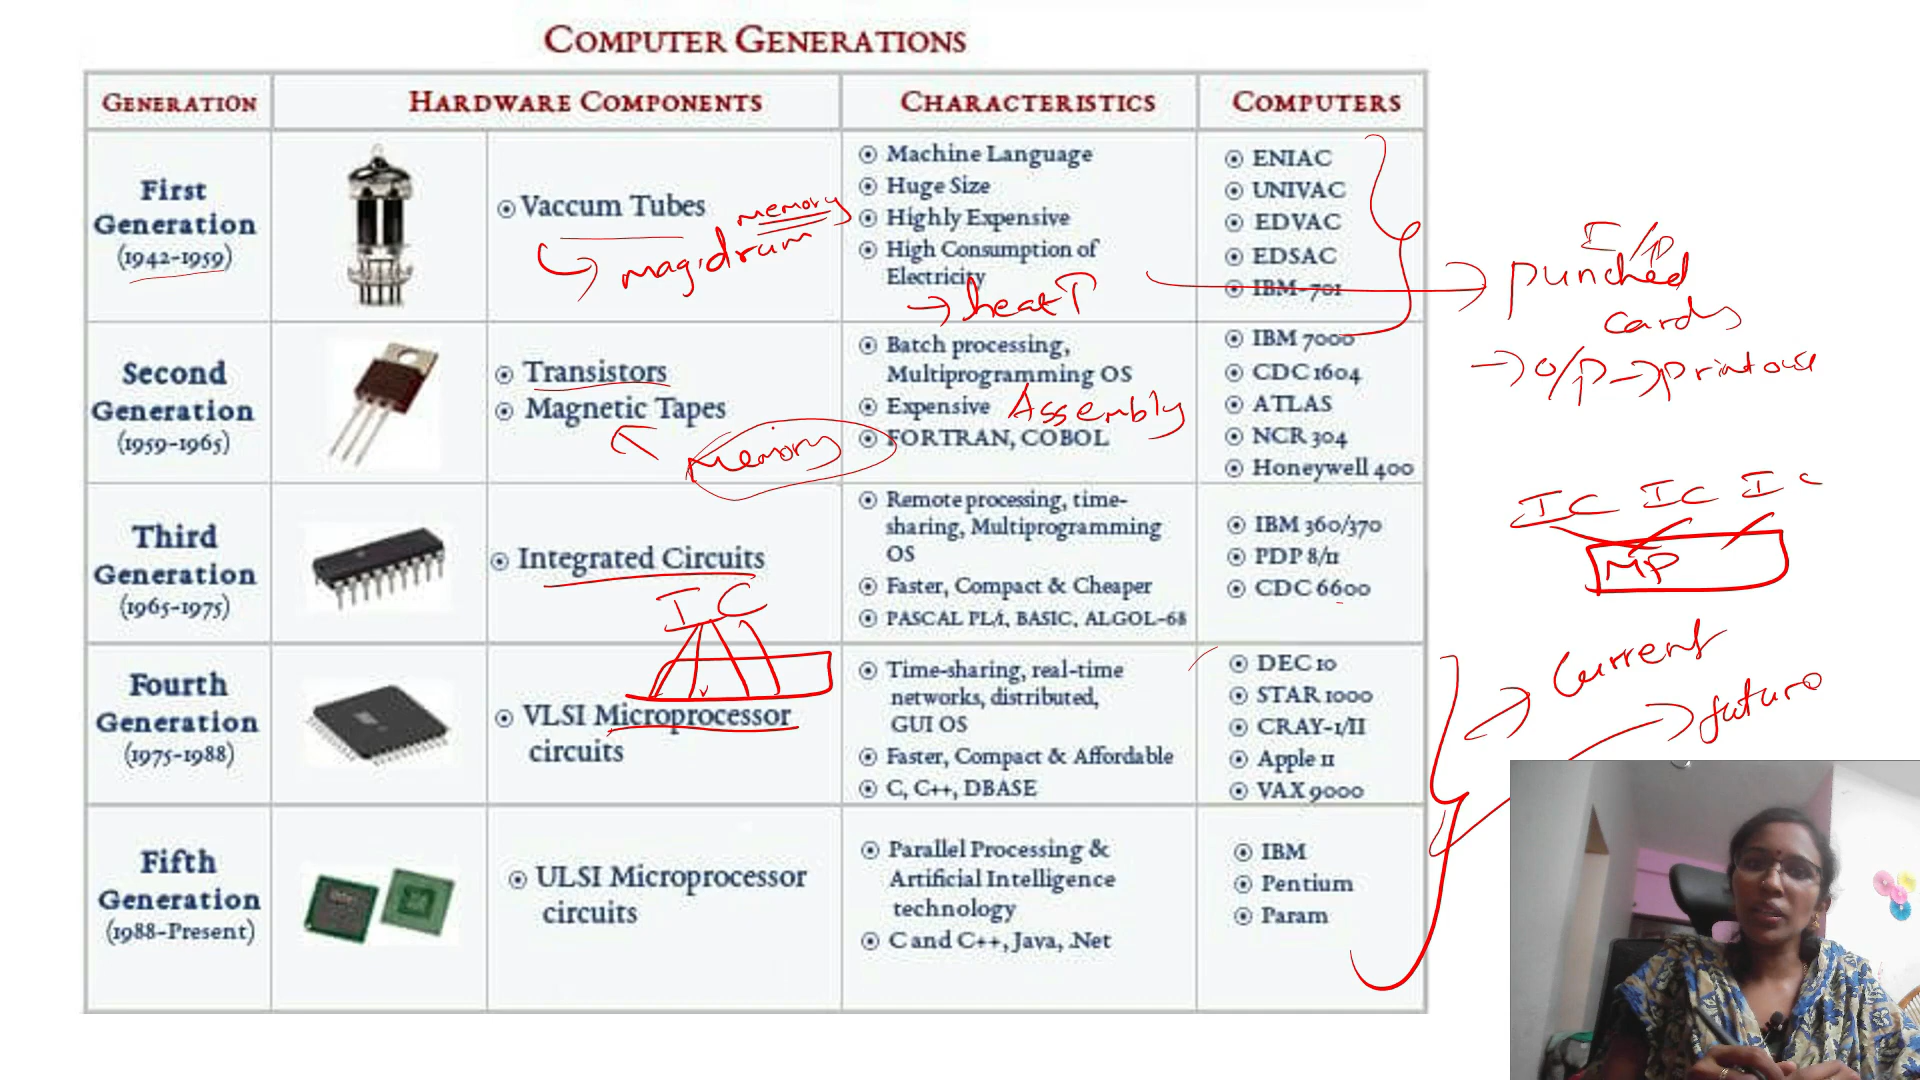 COMPUTER GENERATIONS
GENERATION
HARDWARE COMPONENTS
CHARACTERISTICS
COMPUTERS
First
Generation
(1942-1959)
Vaccum Tubes
memory
mag.drum
Machine Language
Huge Size
Highly Expensive
High Consumption of
Electricity
→ heat↑
ENIAC
UNIVAC
EDVAC
EDSAC
IBM-701
I/P
punched
cards
→ O/P → printout
Second
Generation
(1959-1965)
Transistors
Magnetic Tapes
Memory
Batch processing,
Multiprogramming OS
Expensive
Assembly
FORTRAN, COBOL
IBM 7000
CDC 1604
ATLAS
NCR 304
Honeywell 400
Third
Generation
(1965-1975)
Integrated Circuits
IC
Remote processing, time-
sharing, Multiprogramming
OS
Faster, Compact & Cheaper
PASCAL PL/1, BASIC, ALGOL-68
IBM 360/370
PDP 8/11
CDC 6600
IC IC IC
MP
Fourth
Generation
(1975-1988)
VLSI Microprocessor
circuits
Time-sharing, real-time
networks, distributed,
GUI OS
Faster, Compact & Affordable
C, C++, DBASE
DEC 10
STAR 1000
CRAY-1/II
Apple II
VAX 9000
Current
future
Fifth
Generation
(1988-Present)
ULSI Microprocessor
circuits
Parallel Processing &
Artificial Intelligence
technology
C and C++, Java, .Net
IBM
Pentium
Param